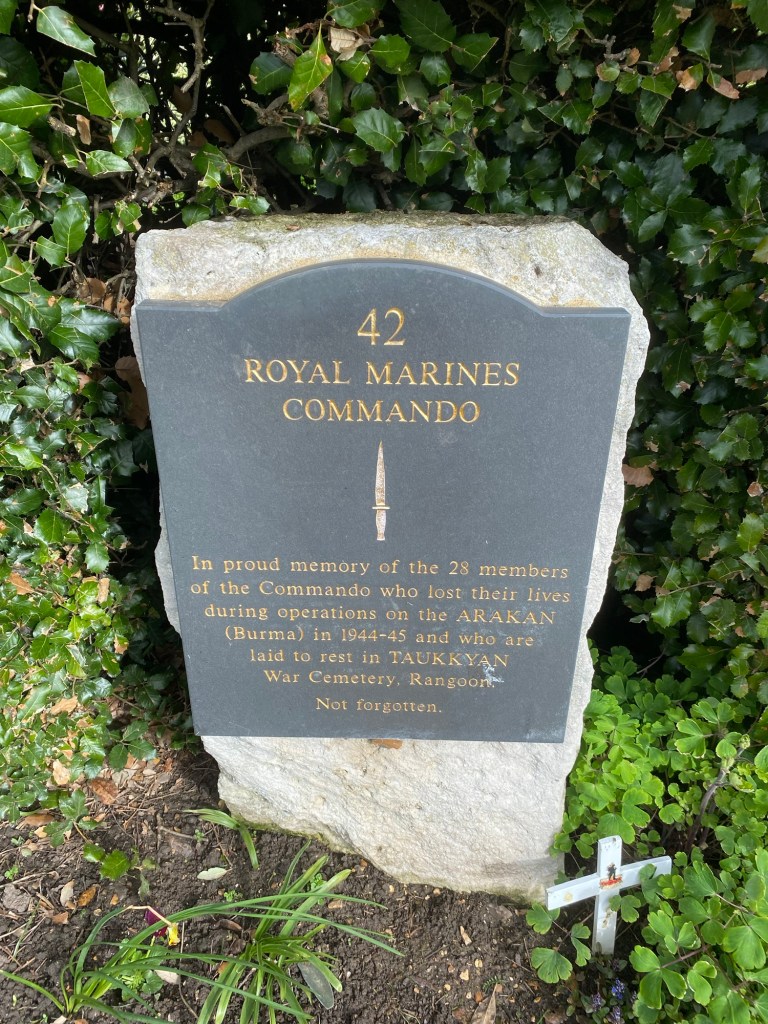 42
ROYAL MARINES
COMMANDO
In proud memory of the 28 members
of the Commando who lost their lives
during operations on the ARAKAN
(Burma) in 1944-45 and who are
laid to rest in TAUKKYAN
War Cemetery, Rangoon.
Not forgotten.